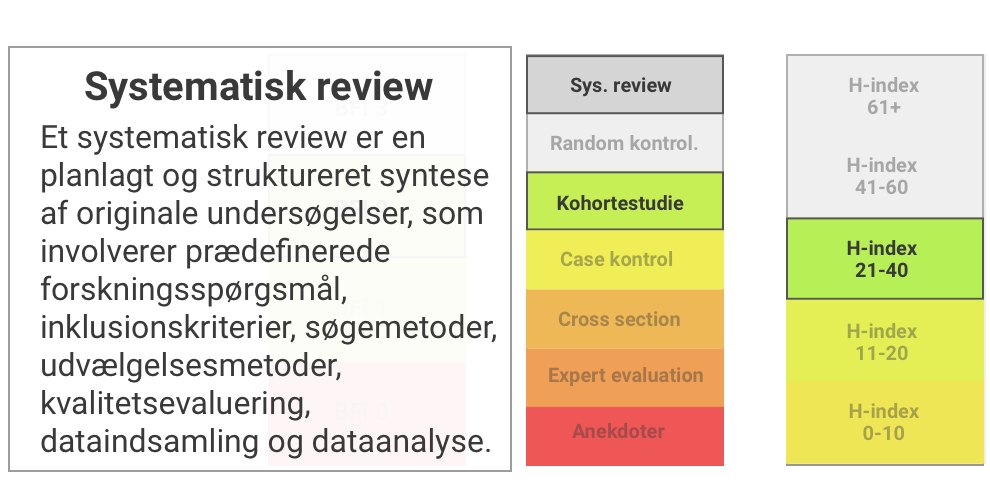 Systematisk review
Et systematisk review er en
planlagt og struktureret syntese
af originale undersøgelser, som
involverer prædefinerede
forskningsspørgsmål,
inklusionskriterier, søgemetoder,
udvælgelsesmetoder,
kvalitetsevaluering,
dataindsamling og dataanalyse.
Sys. review
Random kontrol.
Kohortestudie
Case kontrol
Cross section
Expert evaluation
Anekdoter
H-index
61+
H-index
41-60
H-index
21-40
H-index
11-20
H-index
0-10